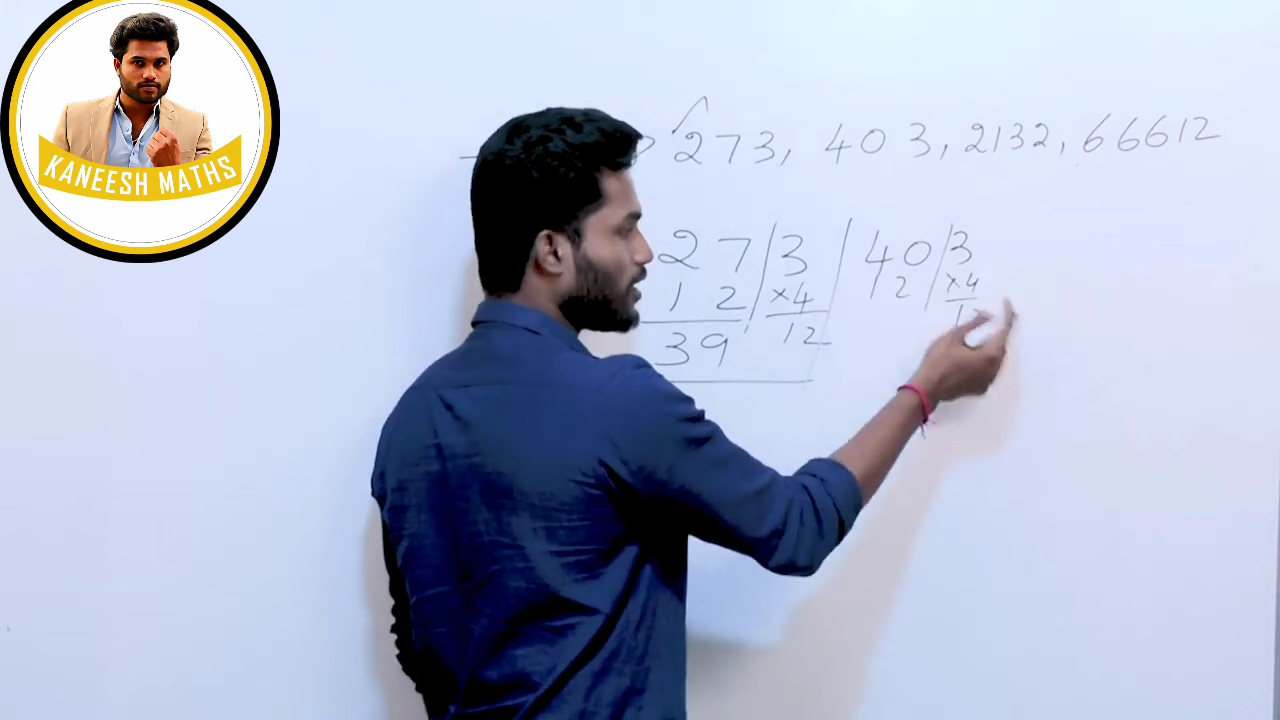 KANEESH MATHS
273, 403, 2132, 66612
27/3 / 40/3
12 ×4 12 ×4
39 12